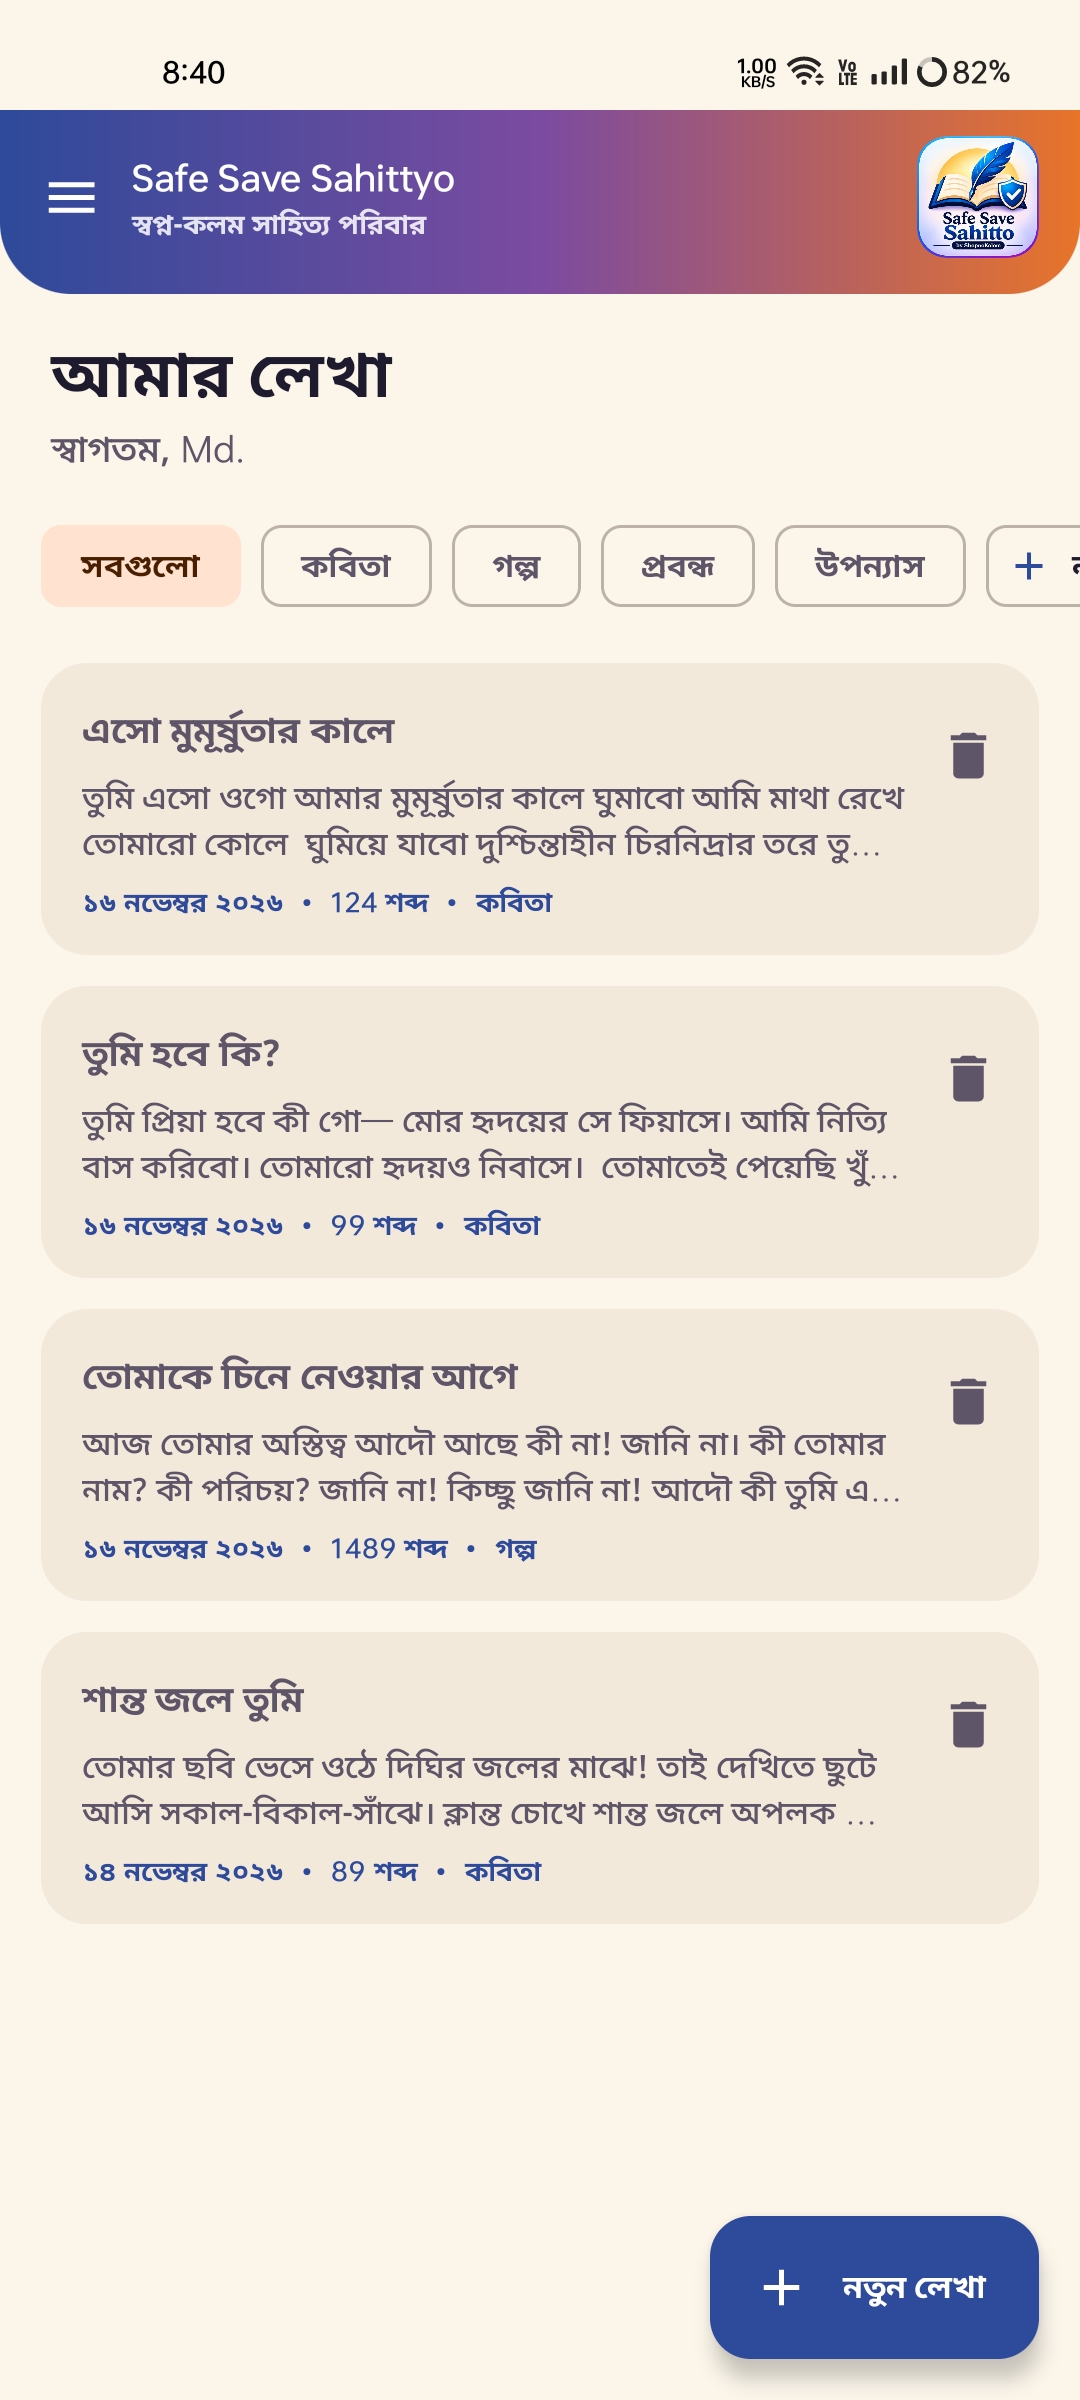 8:40
1.00 KB/S Vo LTE 82%
Safe Save Sahittyo
স্বপ্ন-কলম সাহিত্য পরিবার
Safe Save
Sahitto
by ShopnoKolom
আমার লেখা
স্বাগতম, Md.
সবগুলো কবিতা গল্প প্রবন্ধ উপন্যাস +
এসো মুমূর্ষুতার কালে
তুমি এসো ওগো আমার মুমূর্ষুতার কালে ঘুমাবো আমি মাথা রেখে
তোমারো কোলে  ঘুমিয়ে যাবো দুশ্চিন্তাহীন চিরনিদ্রার তরে তু...
১৬ নভেম্বর ২০২৬ • 124 শব্দ • কবিতা
তুমি হবে কি?
তুমি প্রিয়া হবে কী গো— মোর হৃদয়ের সে ফিয়াসে। আমি নিত্যি
বাস করিবো। তোমারো হৃদয়ও নিবাসে।  তোমাতেই পেয়েছি খুঁ...
১৬ নভেম্বর ২০২৬ • 99 শব্দ • কবিতা
তোমাকে চিনে নেওয়ার আগে
আজ তোমার অস্তিত্ব আদৌ আছে কী না! জানি না। কী তোমার
নাম? কী পরিচয়? জানি না! কিচ্ছু জানি না! আদৌ কী তুমি এ...
১৬ নভেম্বর ২০২৬ • 1489 শব্দ • গল্প
শান্ত জলে তুমি
তোমার ছবি ভেসে ওঠে দিঘির জলের মাঝে! তাই দেখিতে ছুটে
আসি সকাল-বিকাল-সাঁঝে। ক্লান্ত চোখে শান্ত জলে অপলক ...
১৪ নভেম্বর ২০২৬ • 89 শব্দ • কবিতা
+ নতুন লেখা